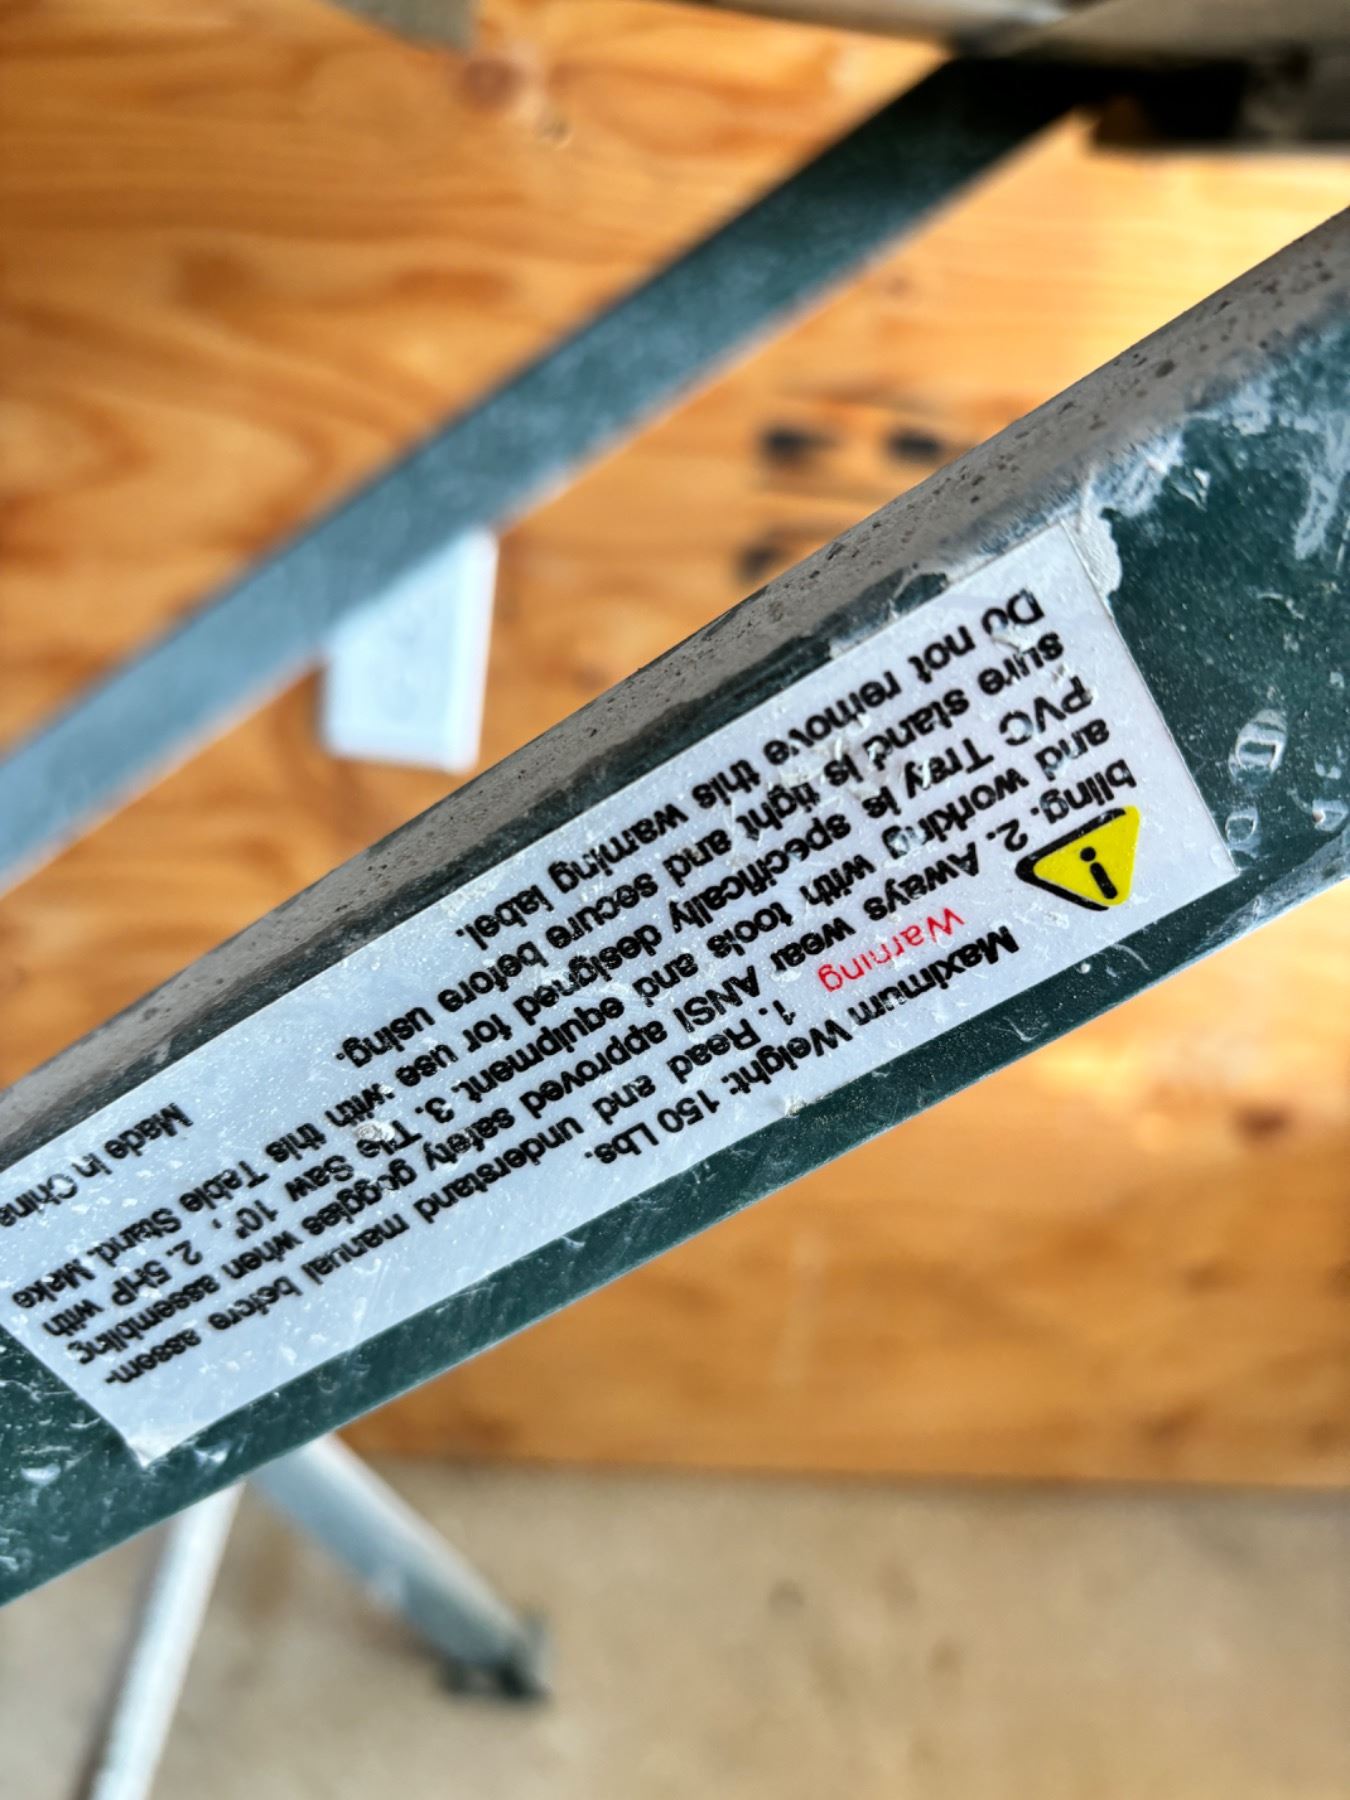 Maximum Weight: 150 Lbs.
Warning 1. Read and understand manual before assem-
bling. 2. Aways wear ANSI approved safety goggles when assembling
and working with tools and equipment. 3. Tile Saw 10", 2. 5HP with
PVC Tray is specifically designed for use with this Table Stand. Make
sure stand is tight and secure before using.
Do not remove this warning label.
Made in China